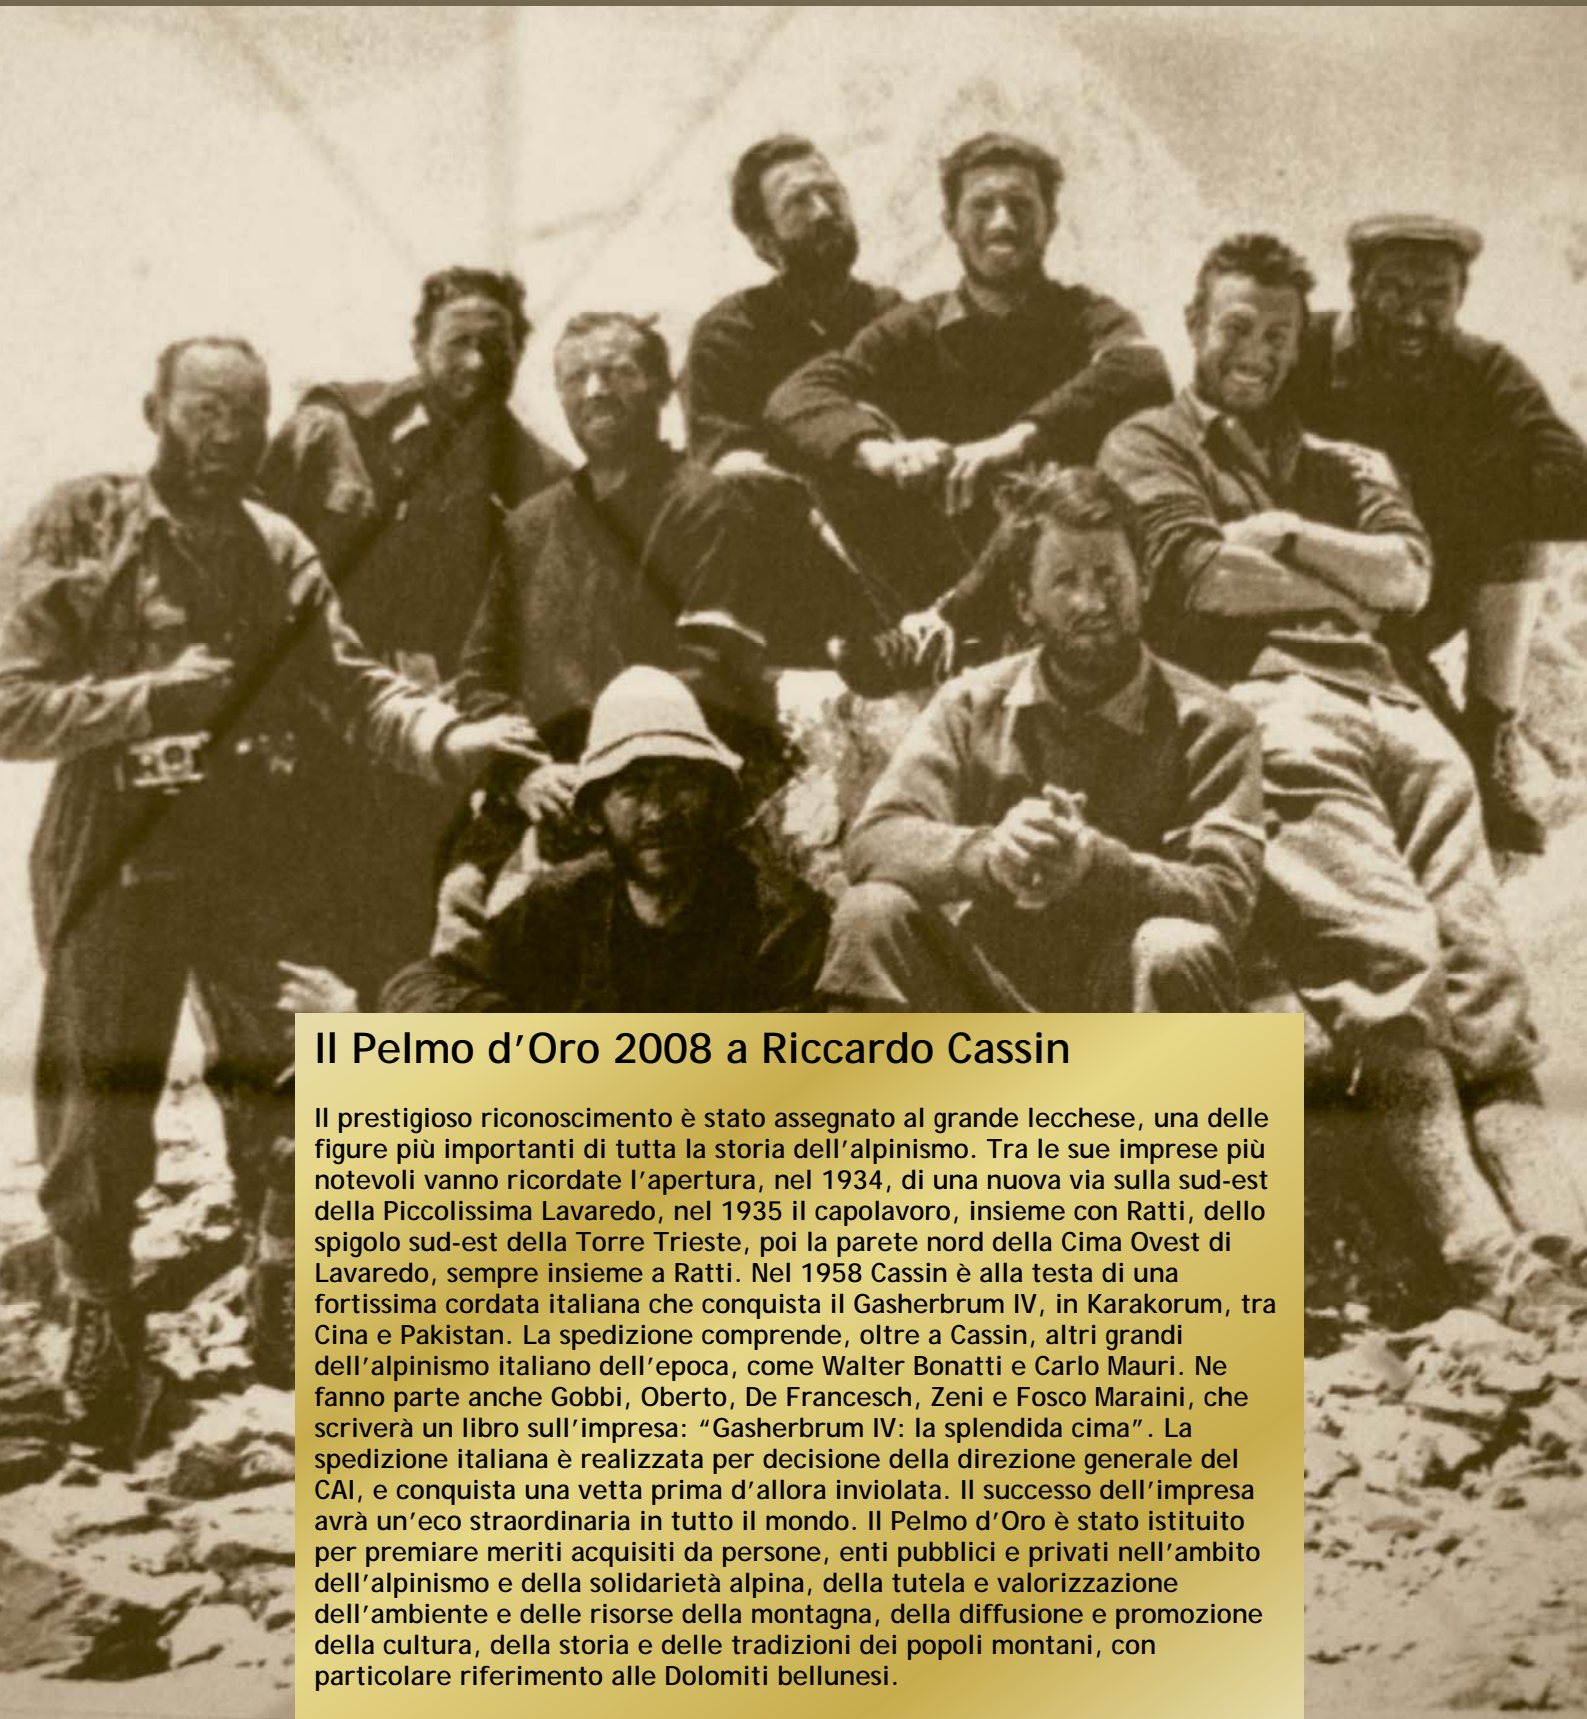 Il Pelmo d’Oro 2008 a Riccardo Cassin
Il prestigioso riconoscimento è stato assegnato al grande lecchese, una delle
figure più importanti di tutta la storia dell’alpinismo. Tra le sue imprese più
notevoli vanno ricordate l’apertura, nel 1934, di una nuova via sulla sud-est
della Piccolissima Lavaredo, nel 1935 il capolavoro, insieme con Ratti, dello
spigolo sud-est della Torre Trieste, poi la parete nord della Cima Ovest di
Lavaredo, sempre insieme a Ratti. Nel 1958 Cassin è alla testa di una
fortissima cordata italiana che conquista il Gasherbrum IV, in Karakorum, tra
Cina e Pakistan. La spedizione comprende, oltre a Cassin, altri grandi
dell’alpinismo italiano dell’epoca, come Walter Bonatti e Carlo Mauri. Ne
fanno parte anche Gobbi, Oberto, De Francesch, Zeni e Fosco Maraini, che
scriverà un libro sull’impresa: “Gasherbrum IV: la splendida cima”. La
spedizione italiana è realizzata per decisione della direzione generale del
CAI, e conquista una vetta prima d’allora inviolata. Il successo dell’impresa
avrà un’eco straordinaria in tutto il mondo. Il Pelmo d’Oro è stato istituito
per premiare meriti acquisiti da persone, enti pubblici e privati nell’ambito
dell’alpinismo e della solidarietà alpina, della tutela e valorizzazione
dell’ambiente e delle risorse della montagna, della diffusione e promozione
della cultura, della storia e delle tradizioni dei popoli montani, con
particolare riferimento alle Dolomiti bellunesi.